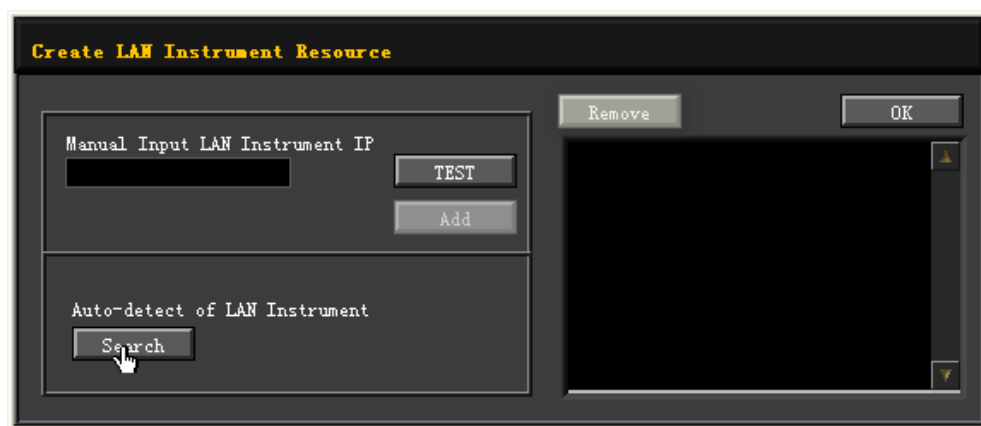 Create LAN Instrument Resource
Remove
OK
Manual Input LAN Instrument IP
TEST
Add
Auto-detect of LAN Instrument
Search